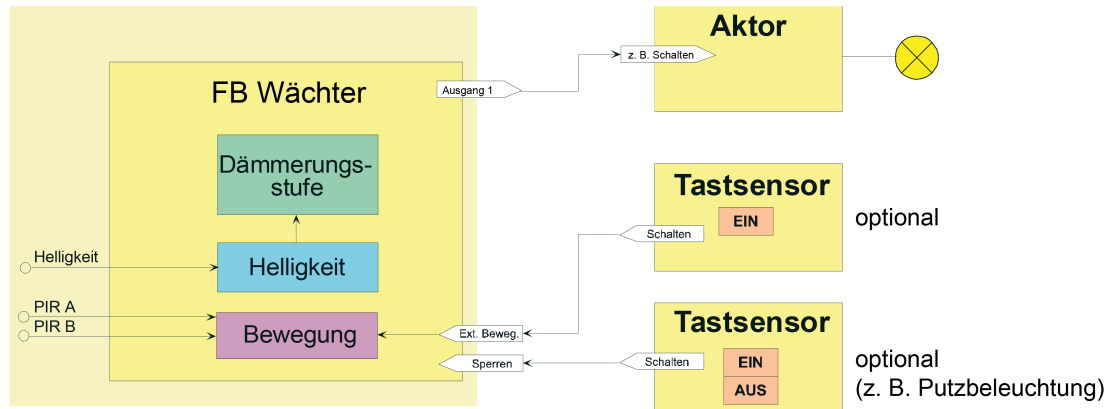 Aktor
z. B. Schalten
FB Wächter
Ausgang 1
Dämmerungs-
stufe
Tastsensor
EIN
optional
Schalten
Helligkeit
Helligkeit
PIR A
PIR B
Bewegung
Ext. Beweg.
Sperren
Tastsensor
Schalten
EIN
AUS
optional
(z. B. Putzbeleuchtung)